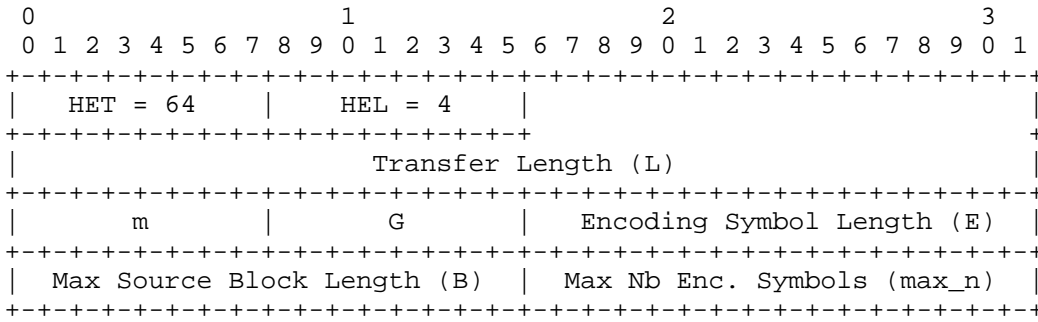 0                   1                   2                   3
 0 1 2 3 4 5 6 7 8 9 0 1 2 3 4 5 6 7 8 9 0 1 2 3 4 5 6 7 8 9 0 1
+-+-+-+-+-+-+-+-+-+-+-+-+-+-+-+-+-+-+-+-+-+-+-+-+-+-+-+-+-+-+-+-+
|   HET = 64    |    HEL = 4    |                               |
+-+-+-+-+-+-+-+-+-+-+-+-+-+-+-+-+                               +
|                      Transfer Length (L)                      |
+-+-+-+-+-+-+-+-+-+-+-+-+-+-+-+-+-+-+-+-+-+-+-+-+-+-+-+-+-+-+-+-+
|       m       |       G       |   Encoding Symbol Length (E)  |
+-+-+-+-+-+-+-+-+-+-+-+-+-+-+-+-+-+-+-+-+-+-+-+-+-+-+-+-+-+-+-+-+
|  Max Source Block Length (B)  |  Max Nb Enc. Symbols (max_n)  |
+-+-+-+-+-+-+-+-+-+-+-+-+-+-+-+-+-+-+-+-+-+-+-+-+-+-+-+-+-+-+-+-+